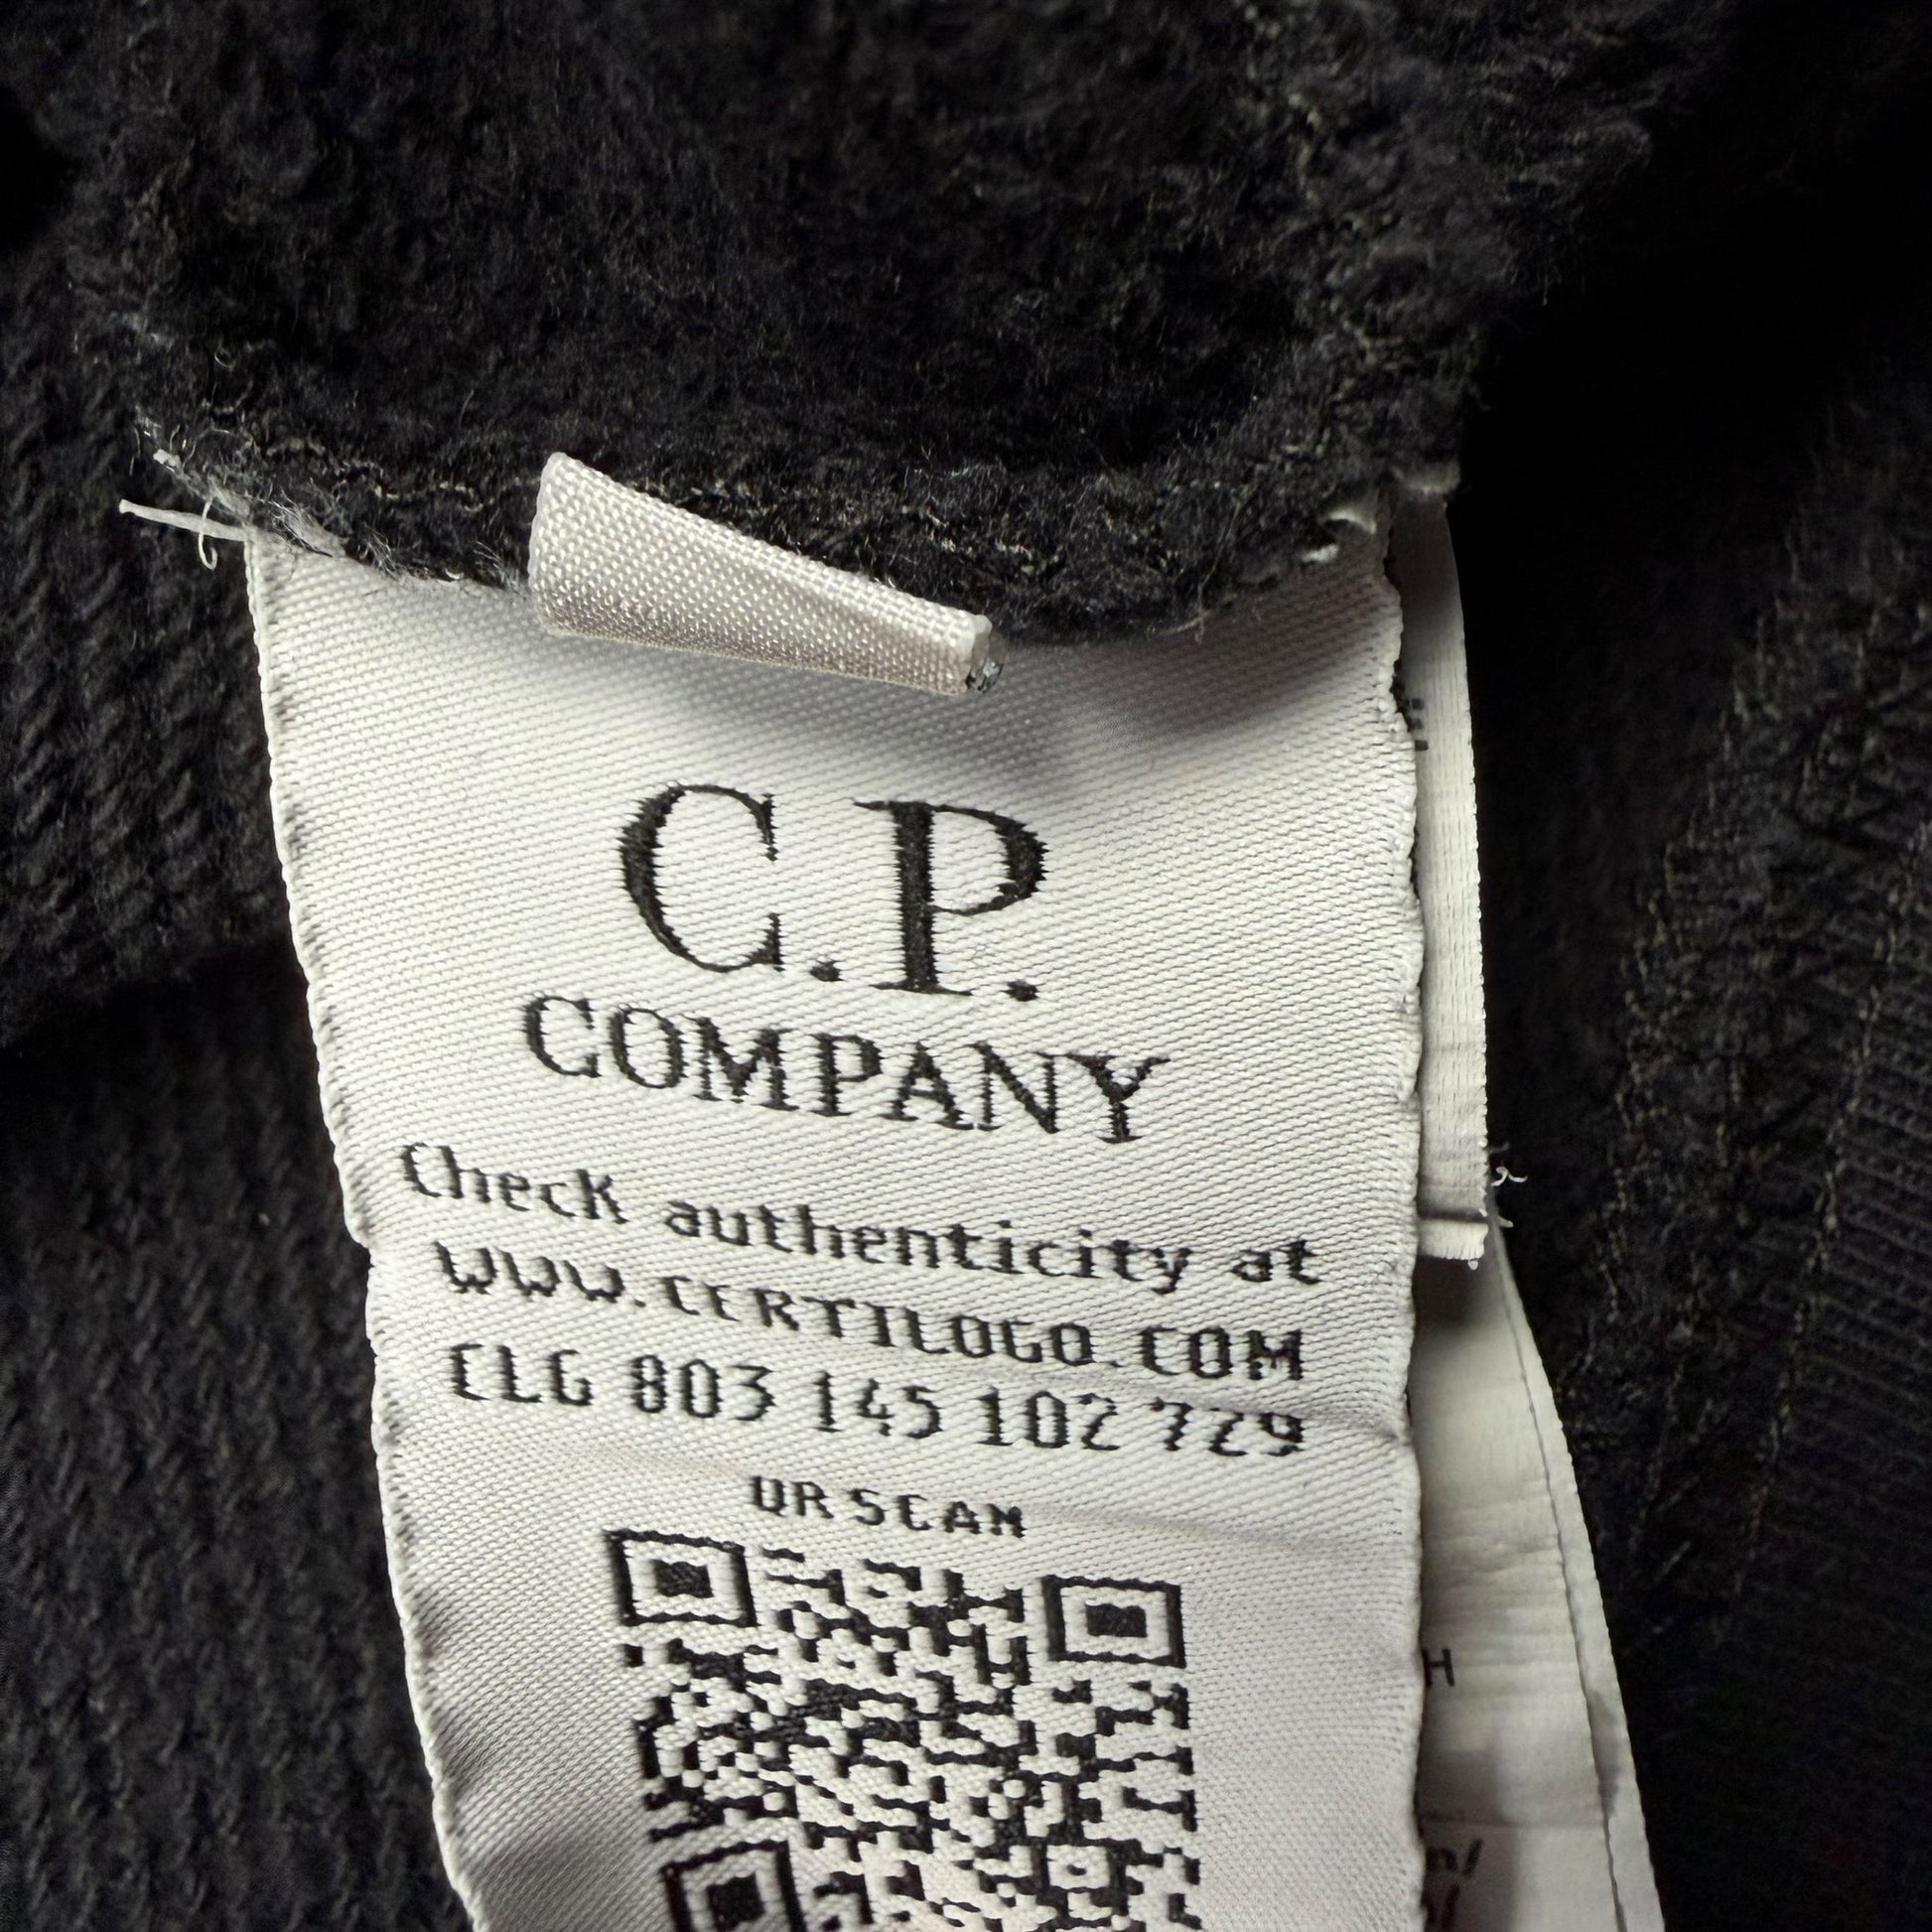 C.P.
COMPANY
Check authenticity at
WWW.CERTILOGO.COM
CLG 803 145 102 729
QR SCAN